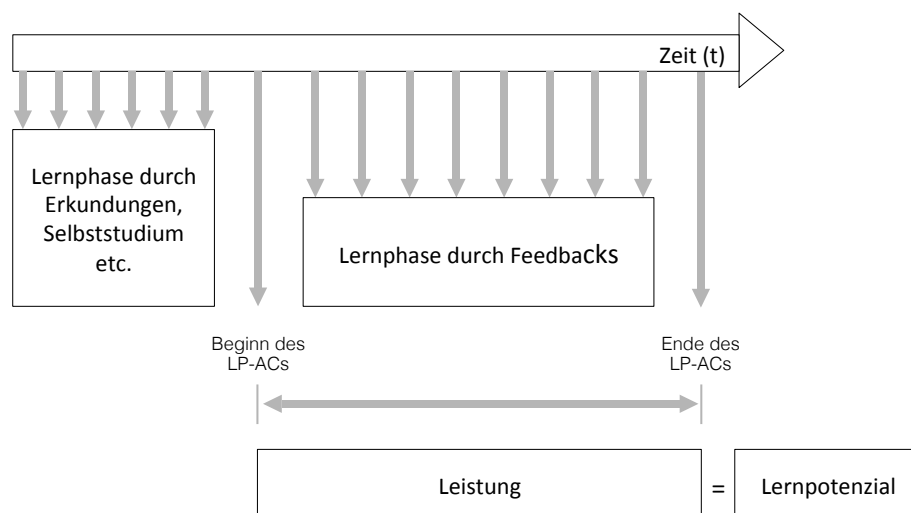 Zeit (t)
Lernphase durch
Erkundungen,
Selbststudium
etc.
Lernphase durch Feedbacks
Beginn des
LP-ACs
Ende des
LP-ACs
Leistung
=
Lernpotenzial